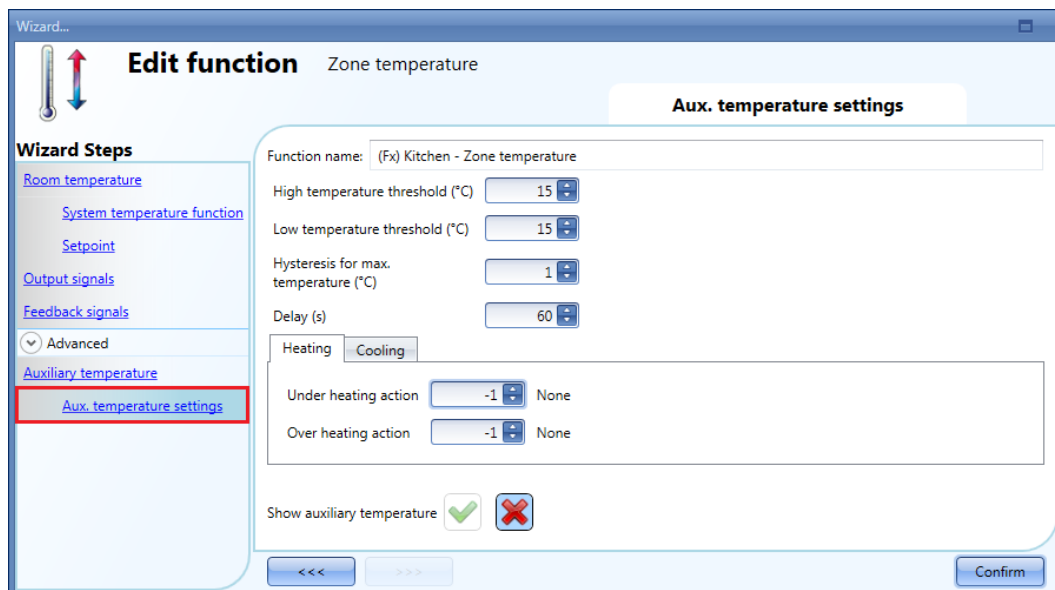 Wizard...
Edit function Zone temperature
Aux. temperature settings
Wizard Steps
Room temperature
System temperature function
Setpoint
Output signals
Feedback signals
Advanced
Auxiliary temperature
Aux. temperature settings
Function name: (Fx) Kitchen - Zone temperature
High temperature threshold (°C) 15
Low temperature threshold (°C) 15
Hysteresis for max.
temperature (°C) 1
Delay (s) 60
Heating Cooling
Under heating action -1 None
Over heating action -1 None
Show auxiliary temperature
<<< >>> Confirm